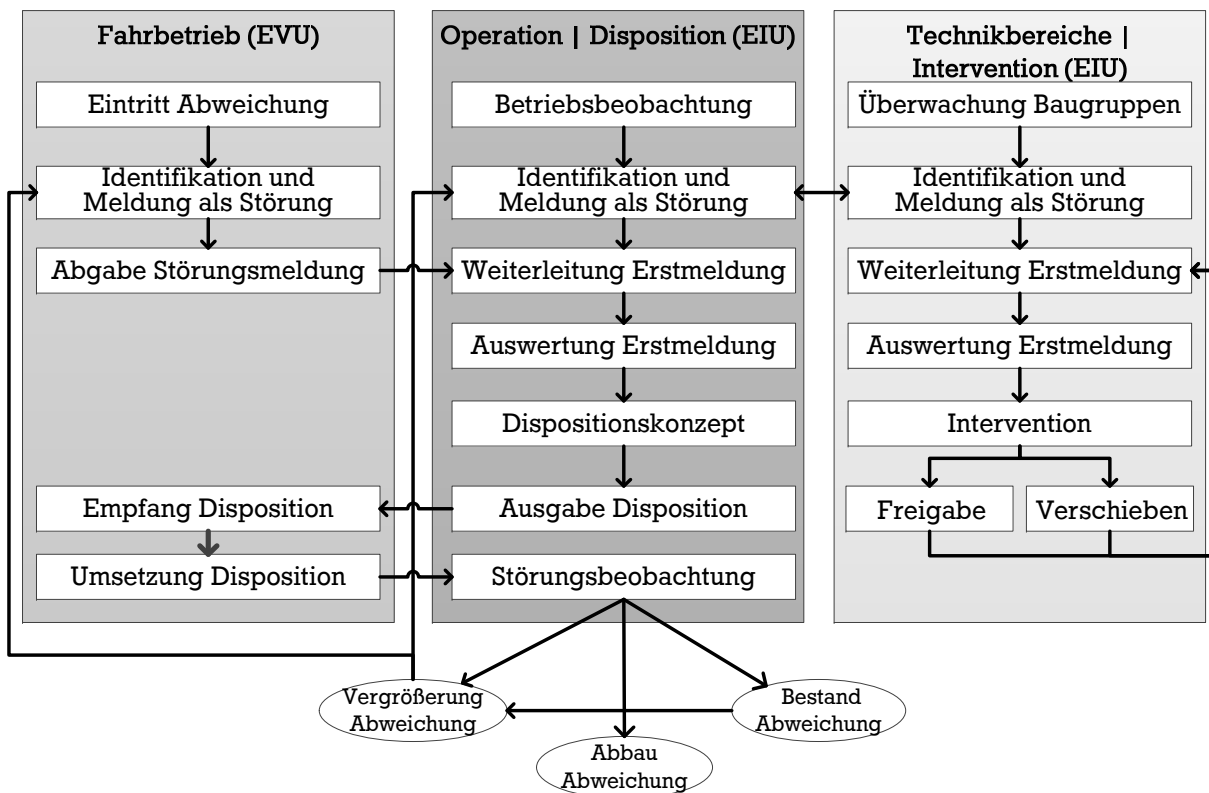 Fahrbetrieb (EVU)
Eintritt Abweichung
Identifikation und
Meldung als Störung
Abgabe Störungsmeldung
Empfang Disposition
Umsetzung Disposition
Operation | Disposition (EIU)
Betriebsbeobachtung
Identifikation und
Meldung als Störung
Weiterleitung Erstmeldung
Auswertung Erstmeldung
Dispositionskonzept
Ausgabe Disposition
Störungsbeobachtung
Technikbereiche |
Intervention (EIU)
Überwachung Baugruppen
Identifikation und
Meldung als Störung
Weiterleitung Erstmeldung
Auswertung Erstmeldung
Intervention
Freigabe
Verschieben
Vergrößerung
Abweichung
Abbau
Abweichung
Bestand
Abweichung